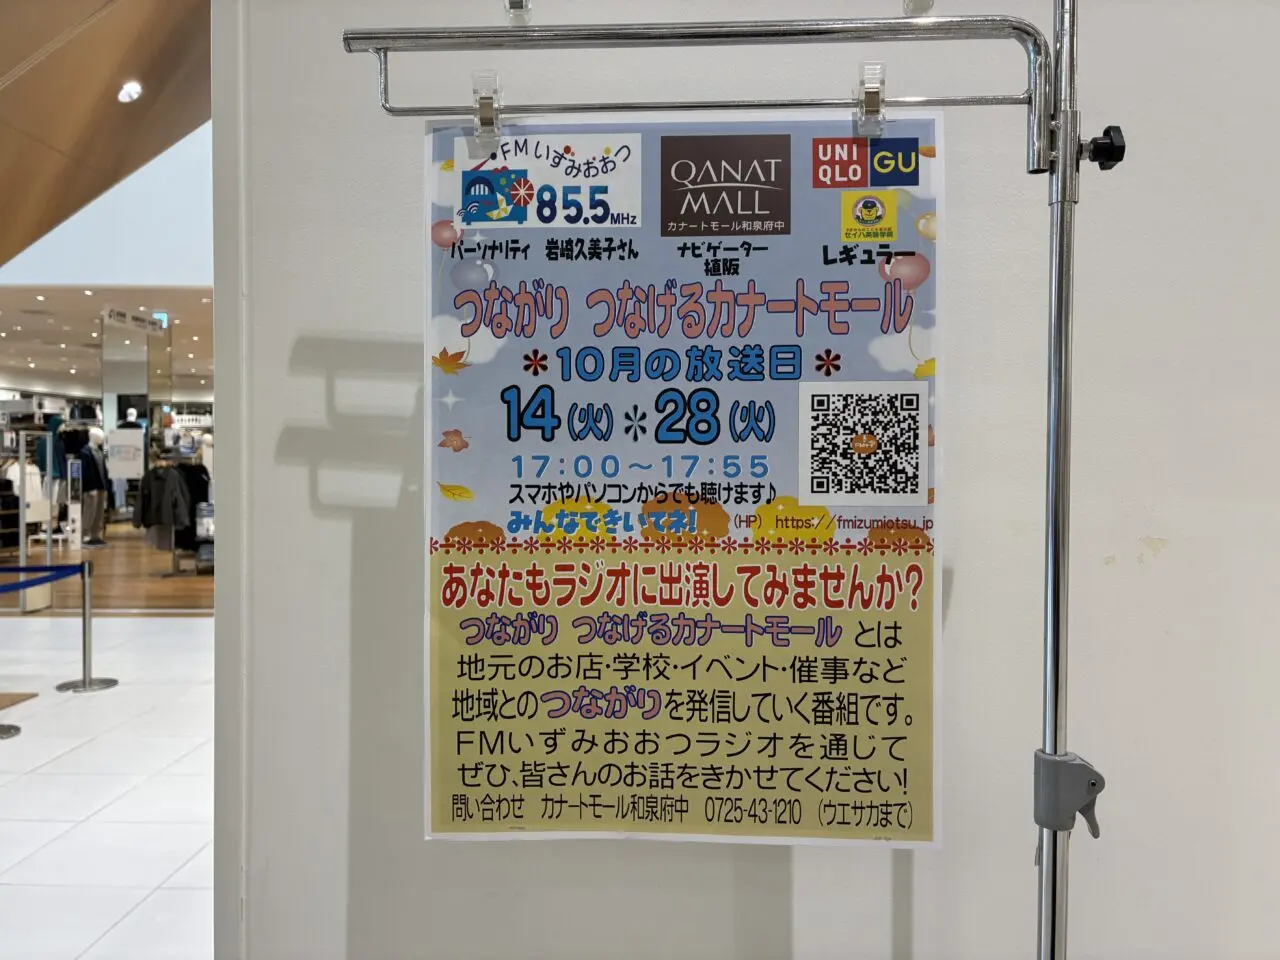 FMいずみおおつ
85.5MHz
QANAT
MALL
カナートモール和泉府中
UNI
QLO
GU
セイハ英語学院
パーソナリティ 岩崎久美子さん
ナビゲーター
植阪
レギュラー
つながり つなげるカナートモール
＊10月の放送日＊
14(火)＊28(火)
17:00～17:55
スマホやパソコンからでも聴けます♪
みんなできいてネ!
(HP) https://fmizumiotsu.jp
あなたもラジオに出演してみませんか?
つながり つなげるカナートモール とは
地元のお店・学校・イベント・催事など
地域とのつながりを発信していく番組です。
FMいずみおおつラジオを通じて
ぜひ、皆さんのお話をきかせてください!
問い合わせ カナートモール和泉府中 0725-43-1210 (ウエサカまで)